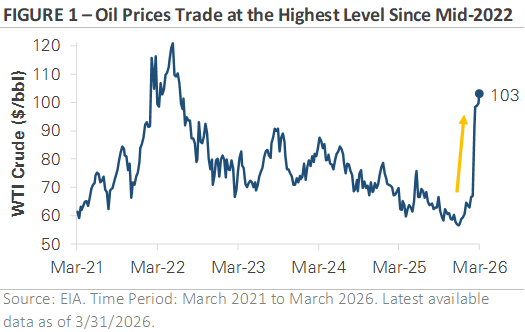 FIGURE 1 – Oil Prices Trade at the Highest Level Since Mid-2022
WTI Crude ($/bbl)
120
110
100
90
80
70
60
50
103
Mar-21 Mar-22 Mar-23 Mar-24 Mar-25 Mar-26
Source: EIA. Time Period: March 2021 to March 2026. Latest available
data as of 3/31/2026.